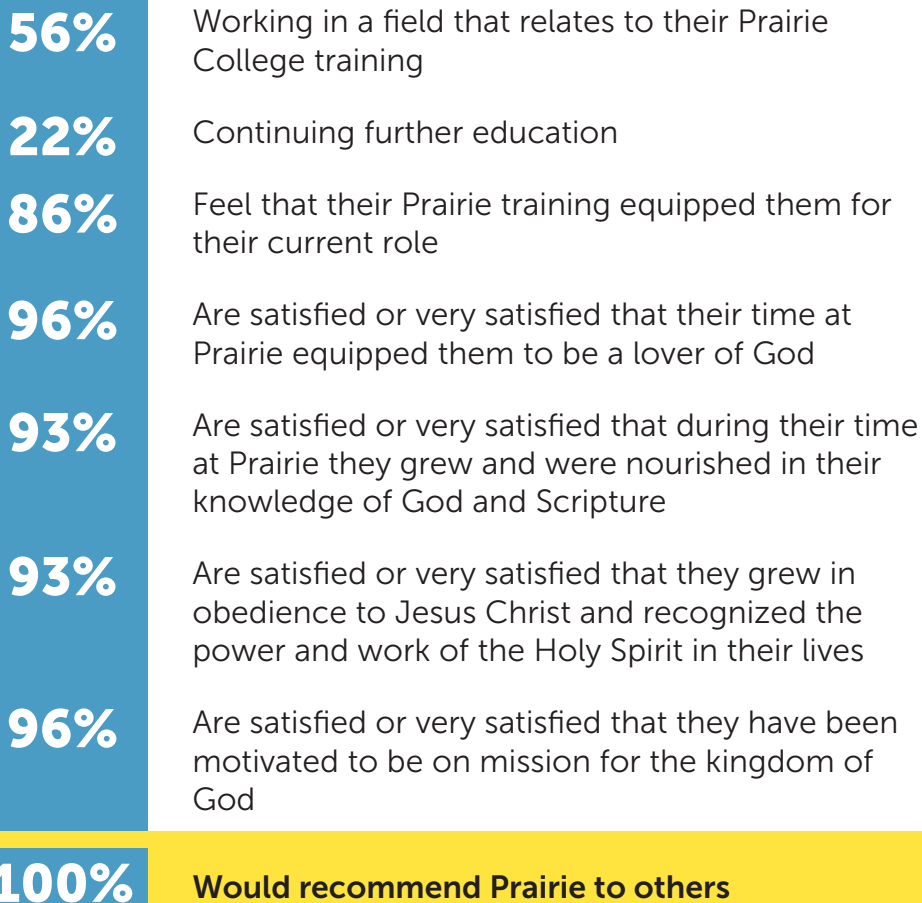 56% Working in a field that relates to their Prairie
College training
22% Continuing further education
86% Feel that their Prairie training equipped them for
their current role
96% Are satisfied or very satisfied that their time at
Prairie equipped them to be a lover of God
93% Are satisfied or very satisfied that during their time
at Prairie they grew and were nourished in their
knowledge of God and Scripture
93% Are satisfied or very satisfied that they grew in
obedience to Jesus Christ and recognized the
power and work of the Holy Spirit in their lives
96% Are satisfied or very satisfied that they have been
motivated to be on mission for the kingdom of
God
100% Would recommend Prairie to others